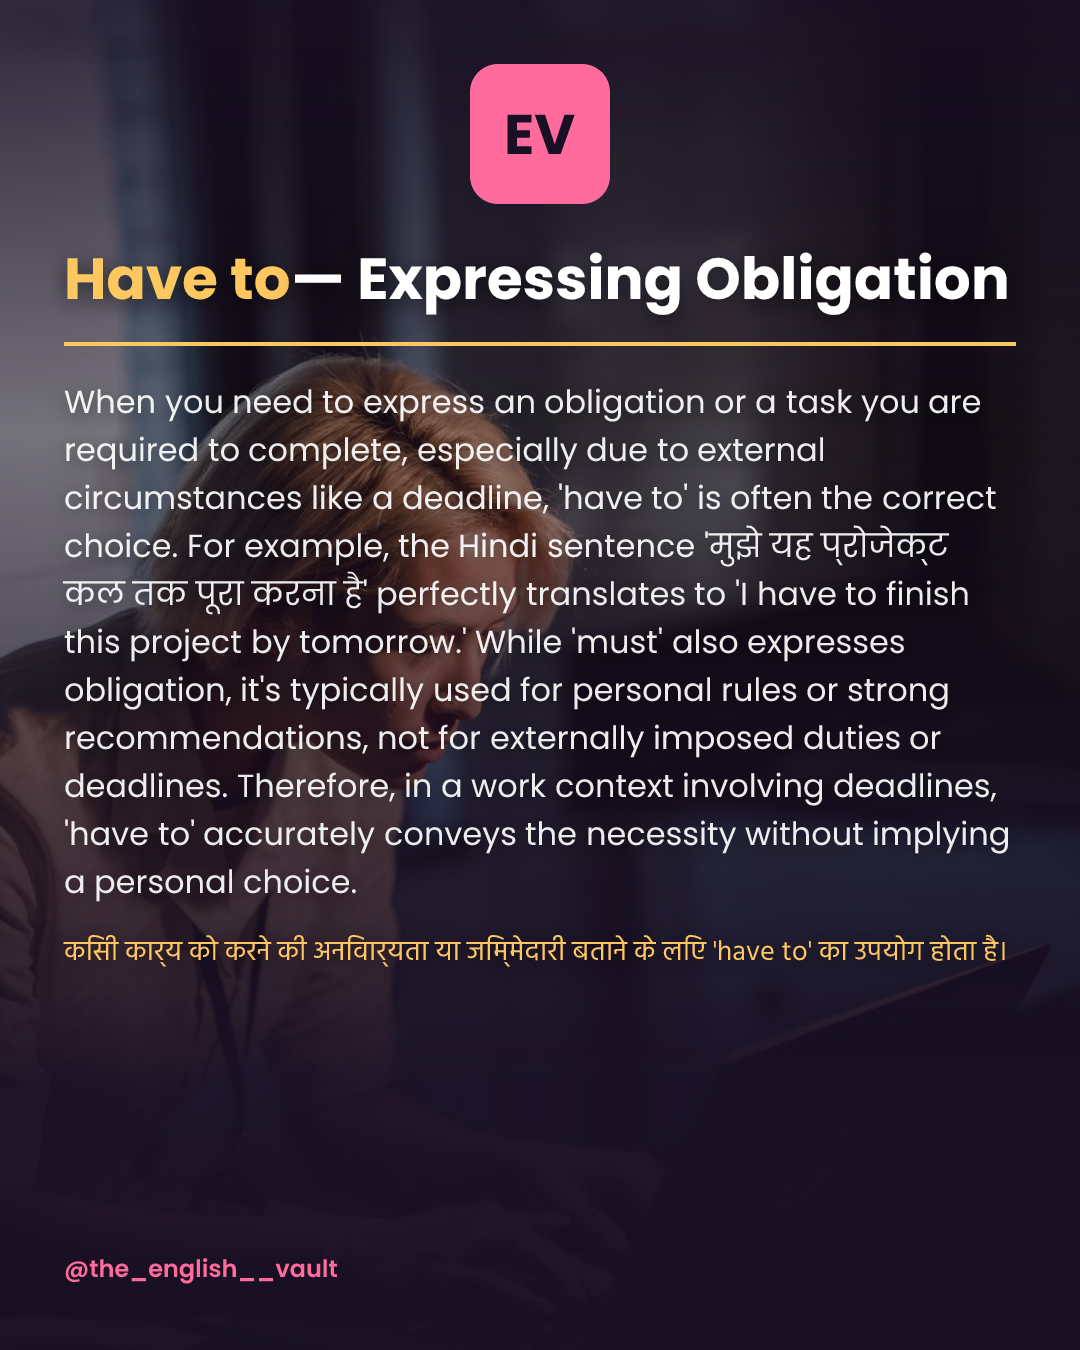 EV
Have to— Expressing Obligation
When you need to express an obligation or a task you are
required to complete, especially due to external
circumstances like a deadline, 'have to' is often the correct
choice. For example, the Hindi sentence 'मुझे यह प्रोजेक्ट
कल तक पूरा करना है' perfectly translates to 'I have to finish
this project by tomorrow.' While 'must' also expresses
obligation, it's typically used for personal rules or strong
recommendations, not for externally imposed duties or
deadlines. Therefore, in a work context involving deadlines,
'have to' accurately conveys the necessity without implying
a personal choice.
किसी कार्य को करने की अनिवार्यता या जिम्मेदारी बताने के लिए 'have to' का उपयोग होता है।
@the_english__vault